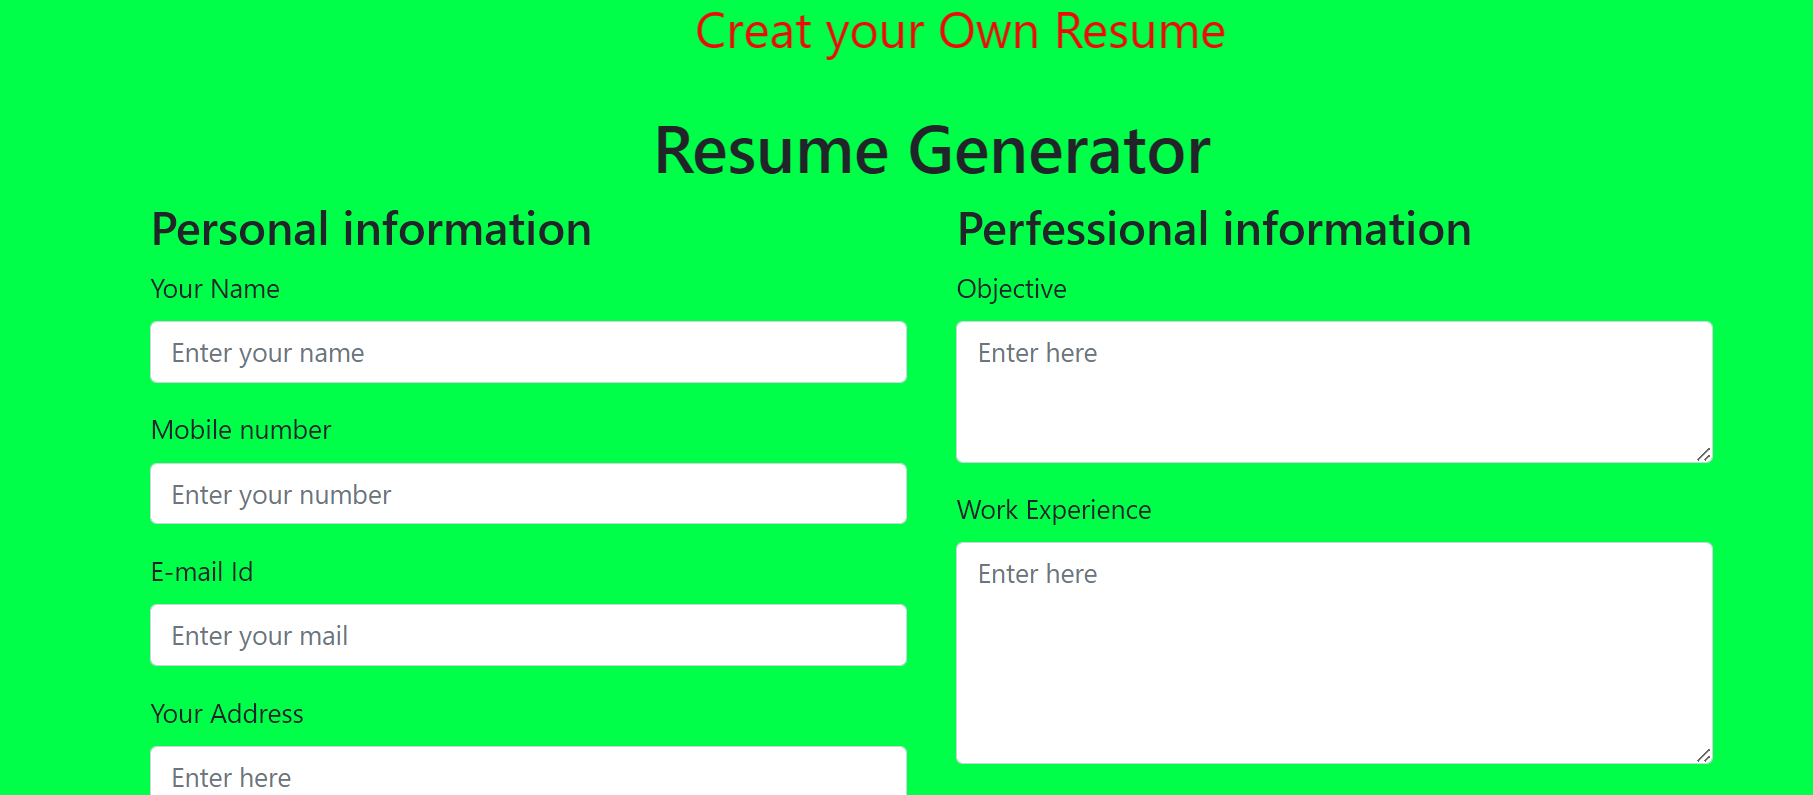 Creat your Own Resume
Resume Generator
Personal information
Your Name
Enter your name
Mobile number
Enter your number
E-mail Id
Enter your mail
Your Address
Enter here
Perfessional information
Objective
Enter here
Work Experience
Enter here